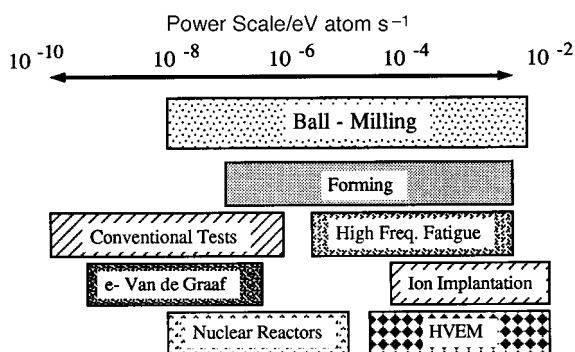 Power Scale/eV atom s⁻¹
10⁻¹⁰ 10⁻⁸ 10⁻⁶ 10⁻⁴ 10⁻²
Ball - Milling
Forming
Conventional Tests High Freq. Fatigue
e- Van de Graaf Ion Implantation
Nuclear Reactors HVEM